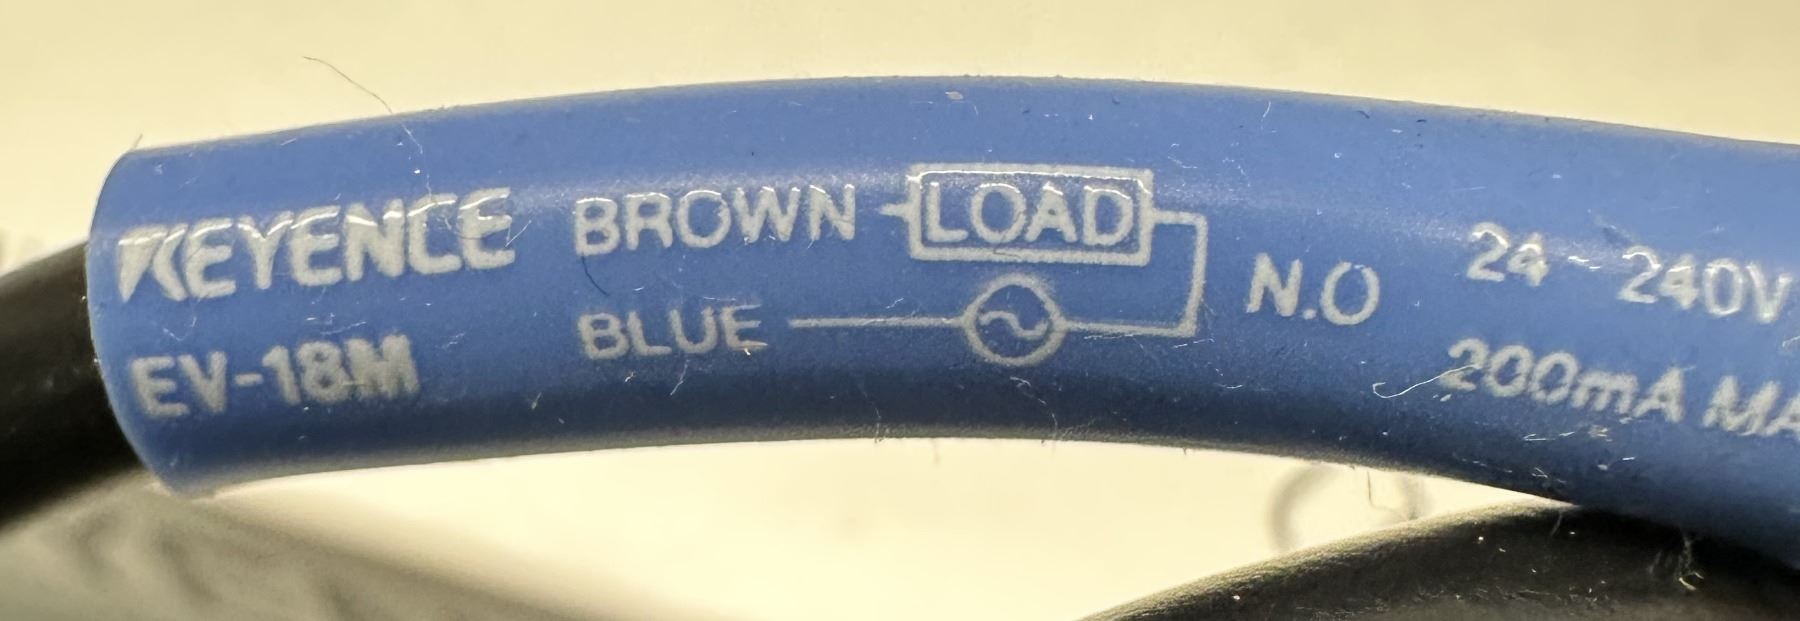 KEYENCE
EV-18M
BROWN LOAD
BLUE
N.O
24 - 240V
200mA